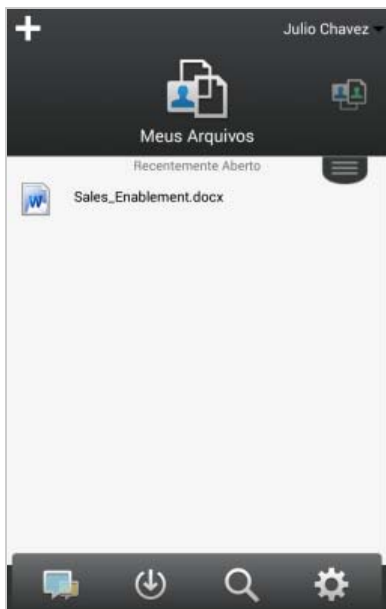 Julio Chavez
Meus Arquivos
Recentemente Aberto
Sales_Enablement.docx